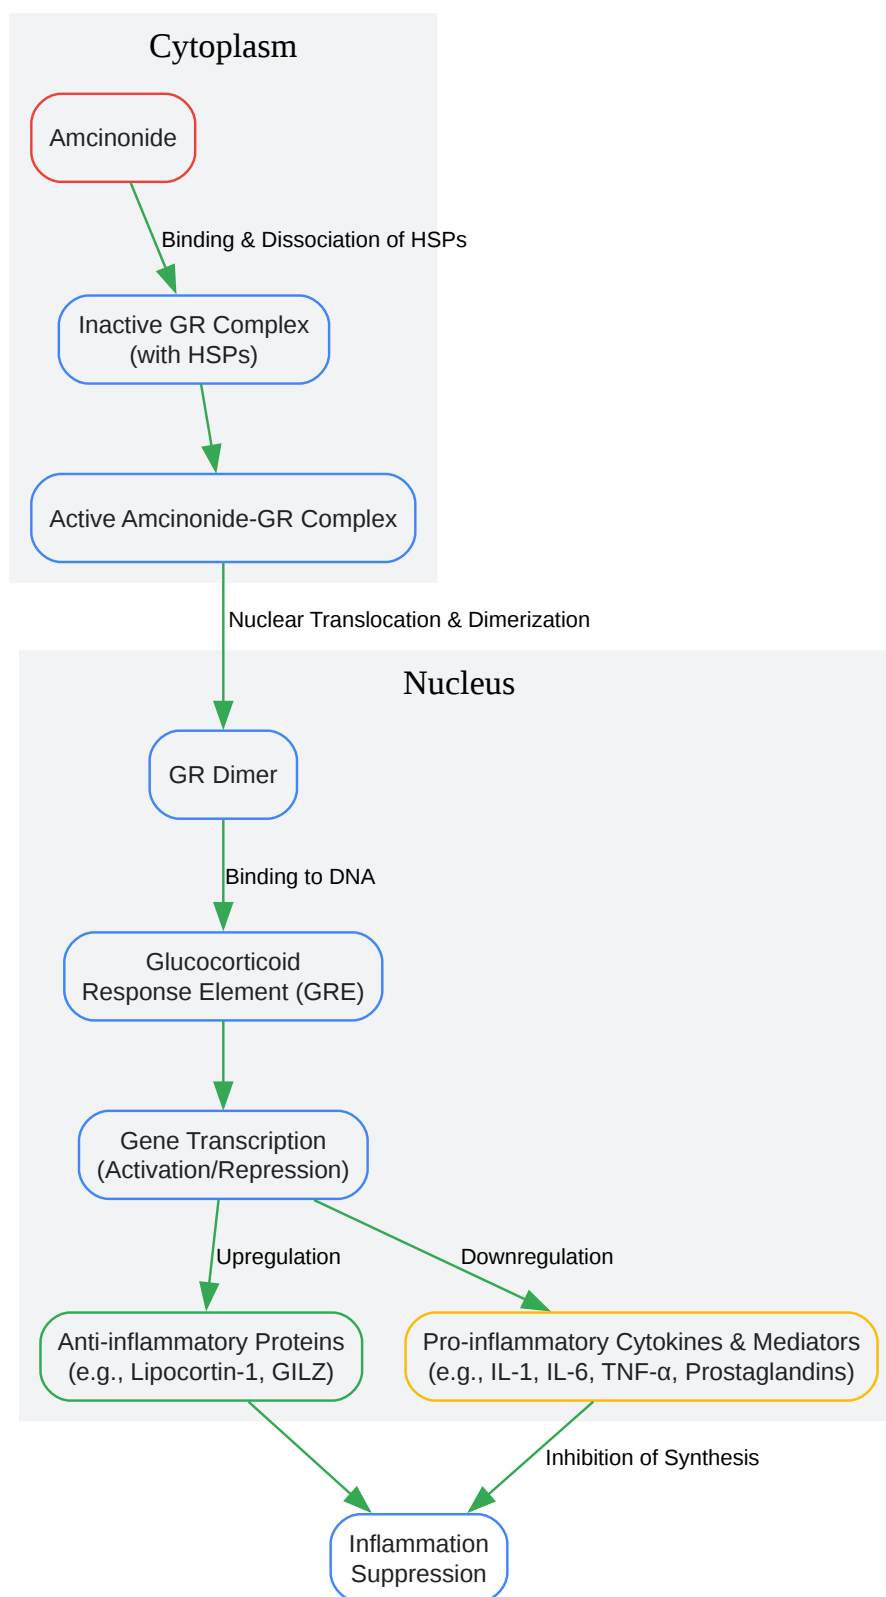 Cytoplasm
Amcinonide
Binding & Dissociation of HSPs
Inactive GR Complex
(with HSPs)
Active Amcinonide-GR Complex
Nuclear Translocation & Dimerization
Nucleus
GR Dimer
Binding to DNA
Glucocorticoid
Response Element (GRE)
Gene Transcription
(Activation/Repression)
Upregulation
Downregulation
Anti-inflammatory Proteins
(e.g., Lipocortin-1, GILZ)
Pro-inflammatory Cytokines & Mediators
(e.g., IL-1, IL-6, TNF-α, Prostaglandins)
Inhibition of Synthesis
Inflammation
Suppression